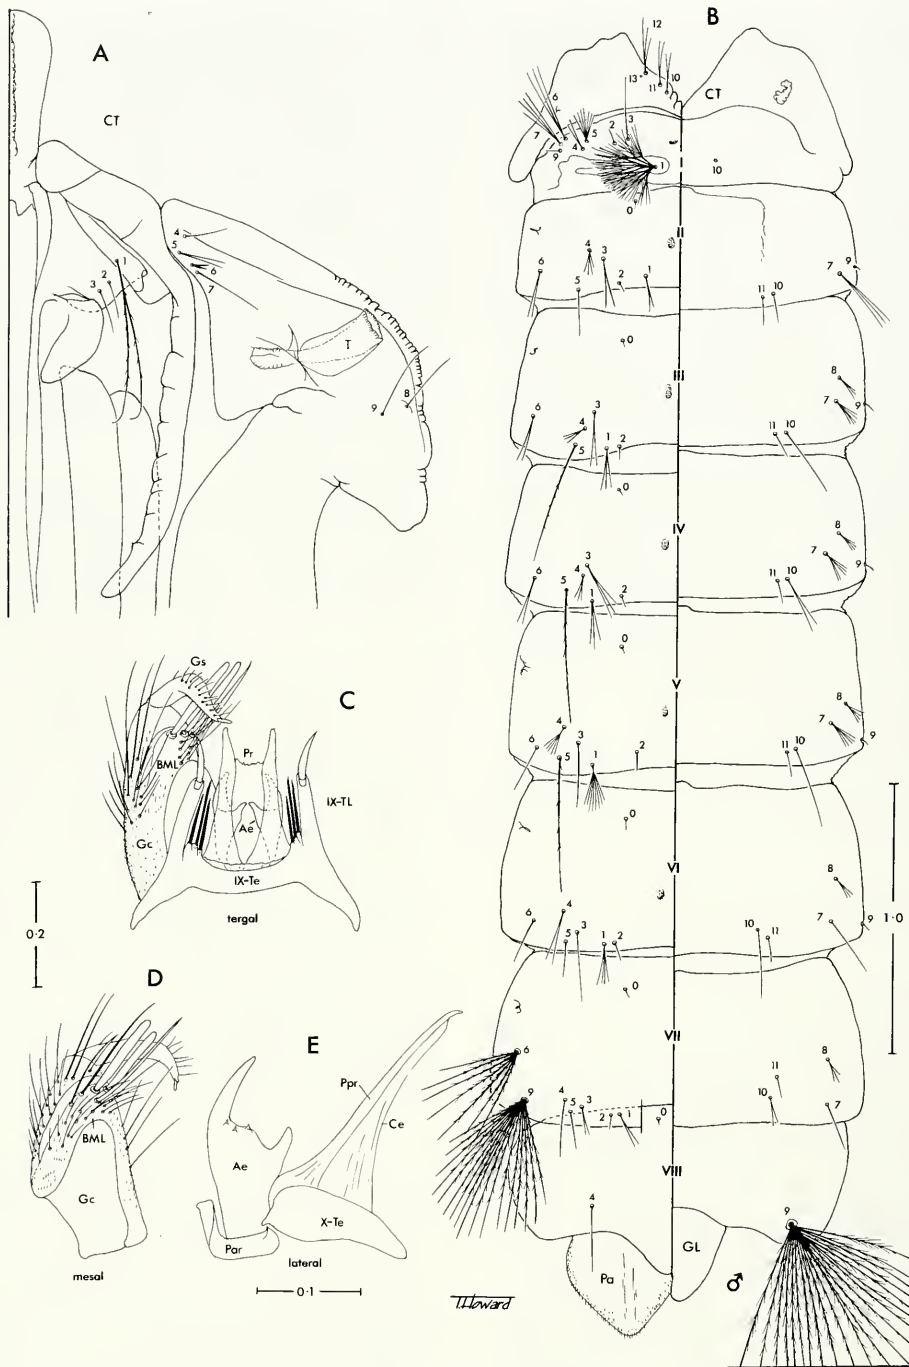 A
CT
4
5
6
7
1
2
3
T
8
9
B
12
13
11
10
CT
6
7
9
4
5
2
3
1
10
0
II
6
5
4
3
2
1
11
10
7
9
0
III
6
4
5
3
1
2
11
10
8
7
9
0
IV
6
5
4
3
1
2
11
10
8
7
9
0
V
6
4
5
3
1
2
11
10
8
7
9
0
VI
6
4
5
3
1
2
10
11
8
7
9
1·0
0
VII
6
9
4
5
3
2
1
0
11
10
8
7
VIII
4
9
Pa
GL
♂
C
Gs
BML
Gc
Pr
Ae
IX-TL
IX-Te
tergal
0·2
D
BML
Gc
mesal
E
Ppr
Ce
Ae
X-Te
Par
lateral
0·1
T.Howard